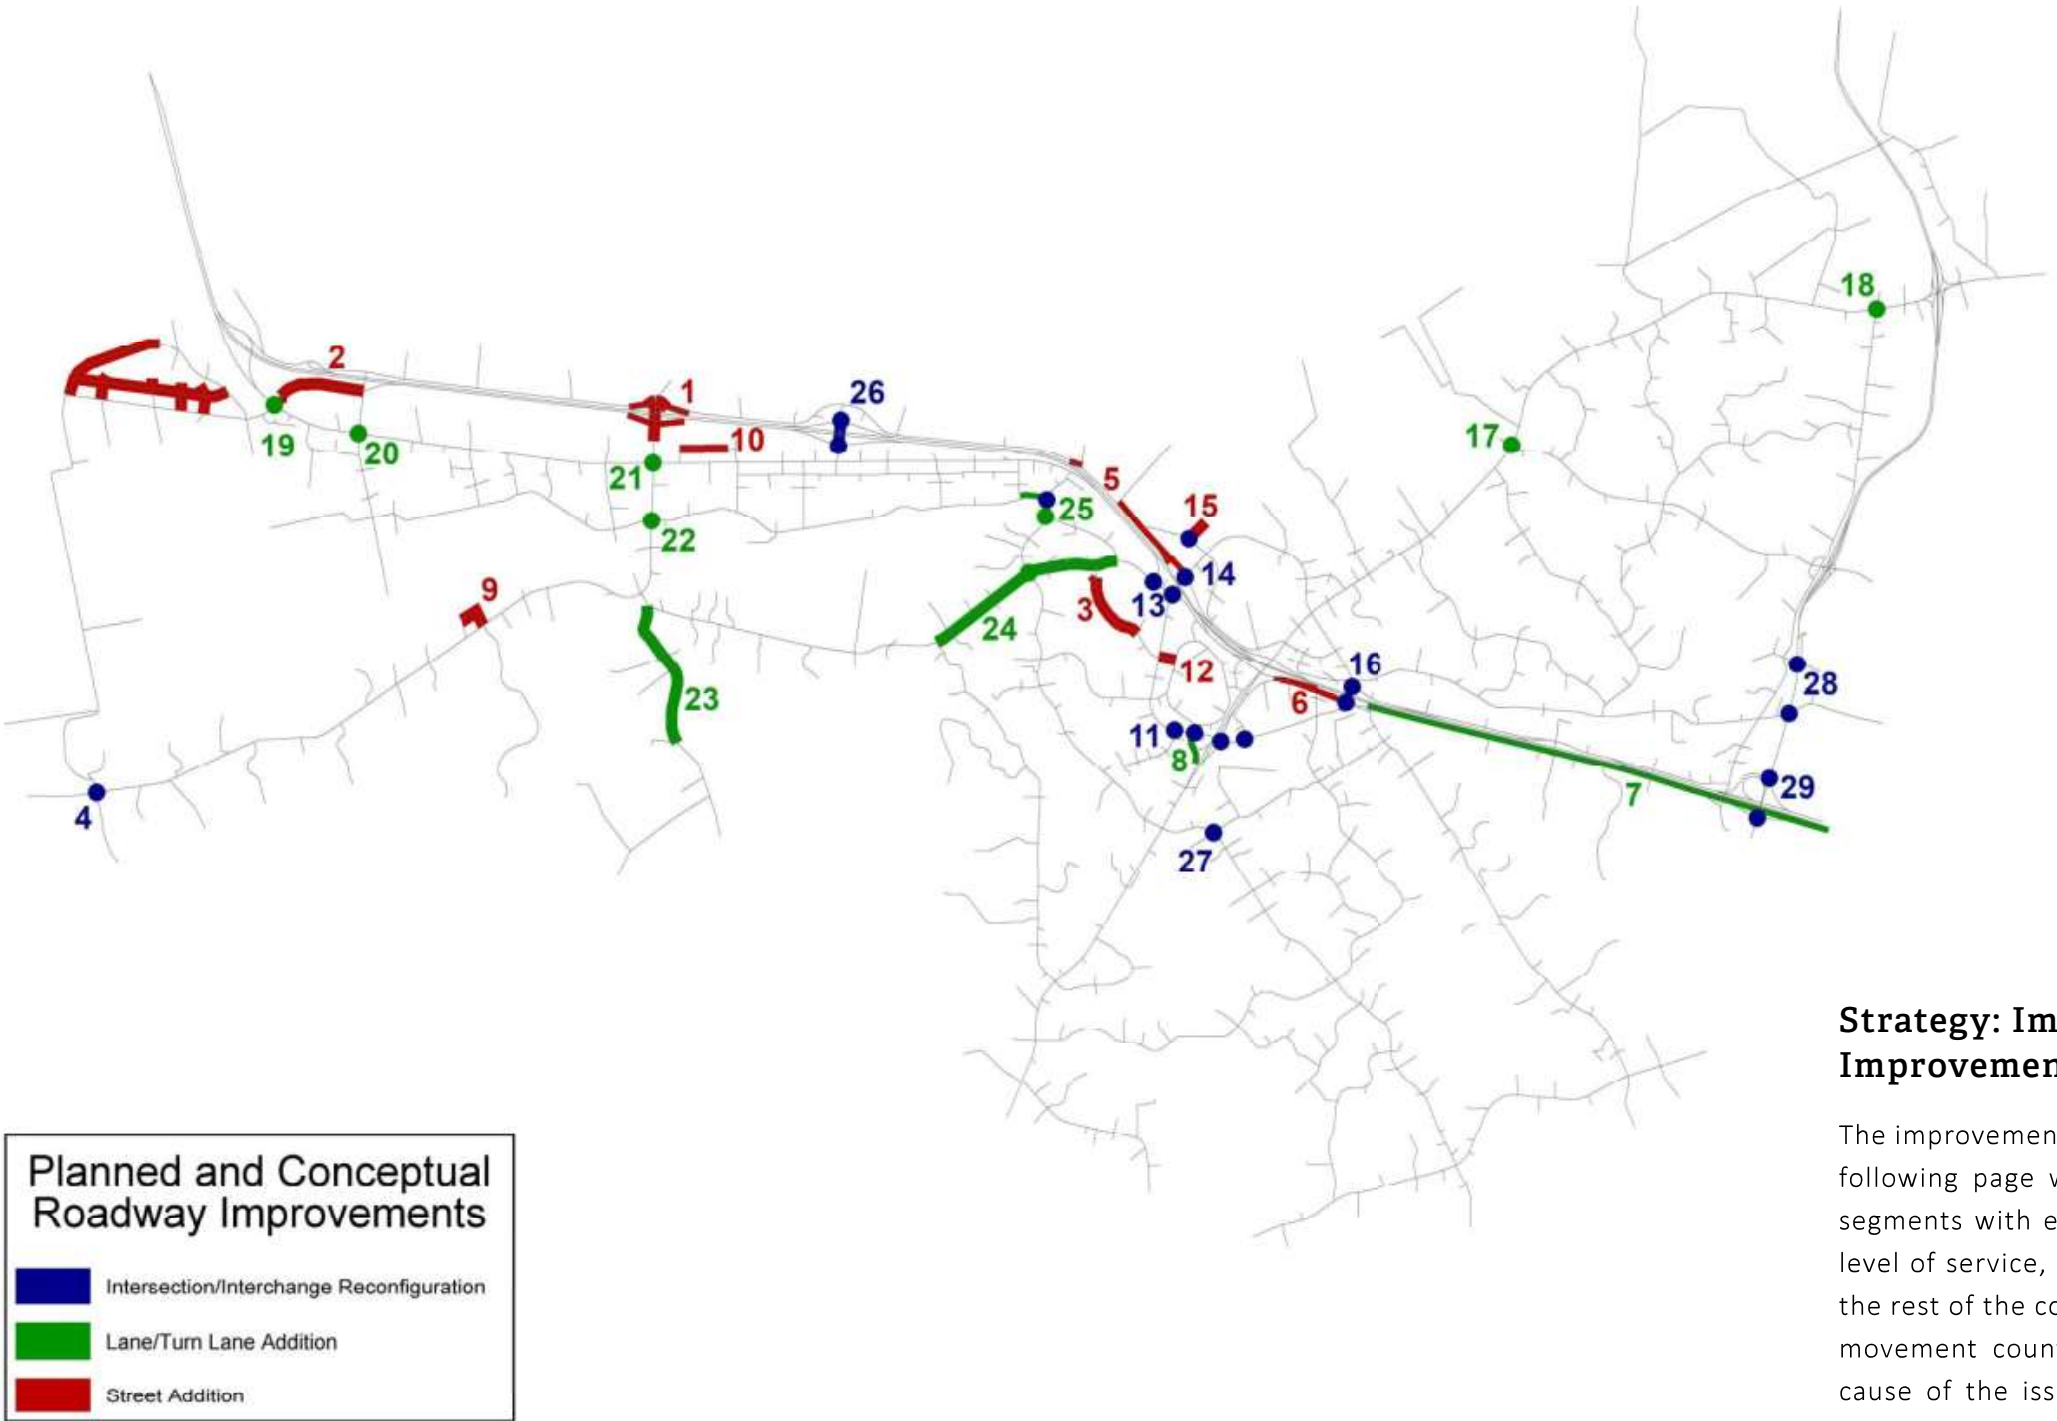 18
2
1
26
10
17
19
20
21
5
15
25
22
14
9
13
3
24
16
12
28
23
6
11
8
29
7
4
27
Strategy: Im
Improvemen
The improvemen
following page w
segments with e
level of service,
the rest of the co
movement coun
cause of the iss
Planned and Conceptual
Roadway Improvements
Intersection/Interchange Reconfiguration
Lane/Turn Lane Addition
Street Addition